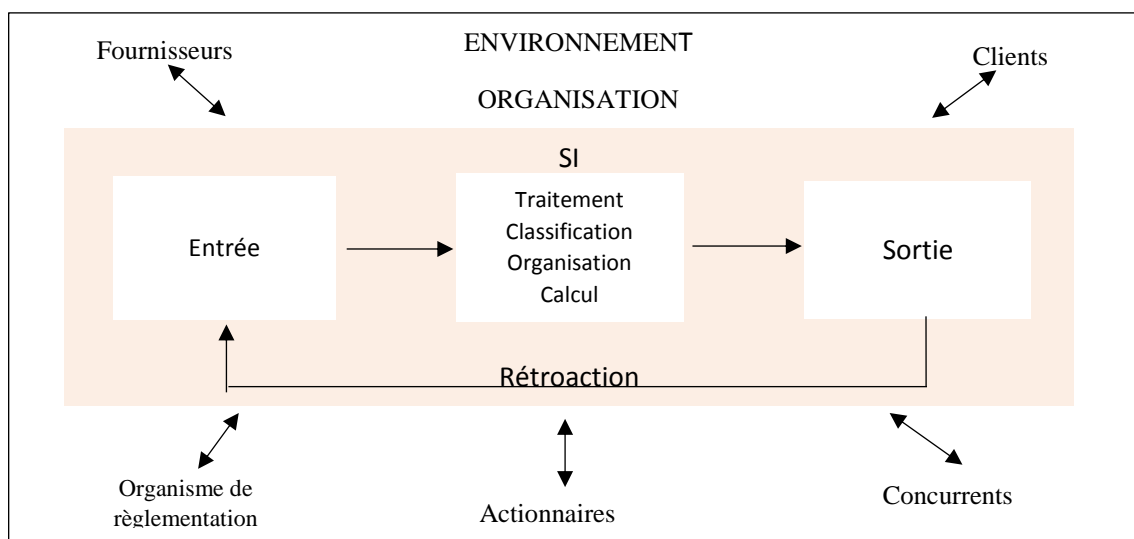 Fournisseurs
ENVIRONNEMENT
Clients
ORGANISATION
SI
Entrée
Traitement
Classification
Organisation
Calcul
Sortie
Rétroaction
Organisme de
règlementation
Actionnaires
Concurrents